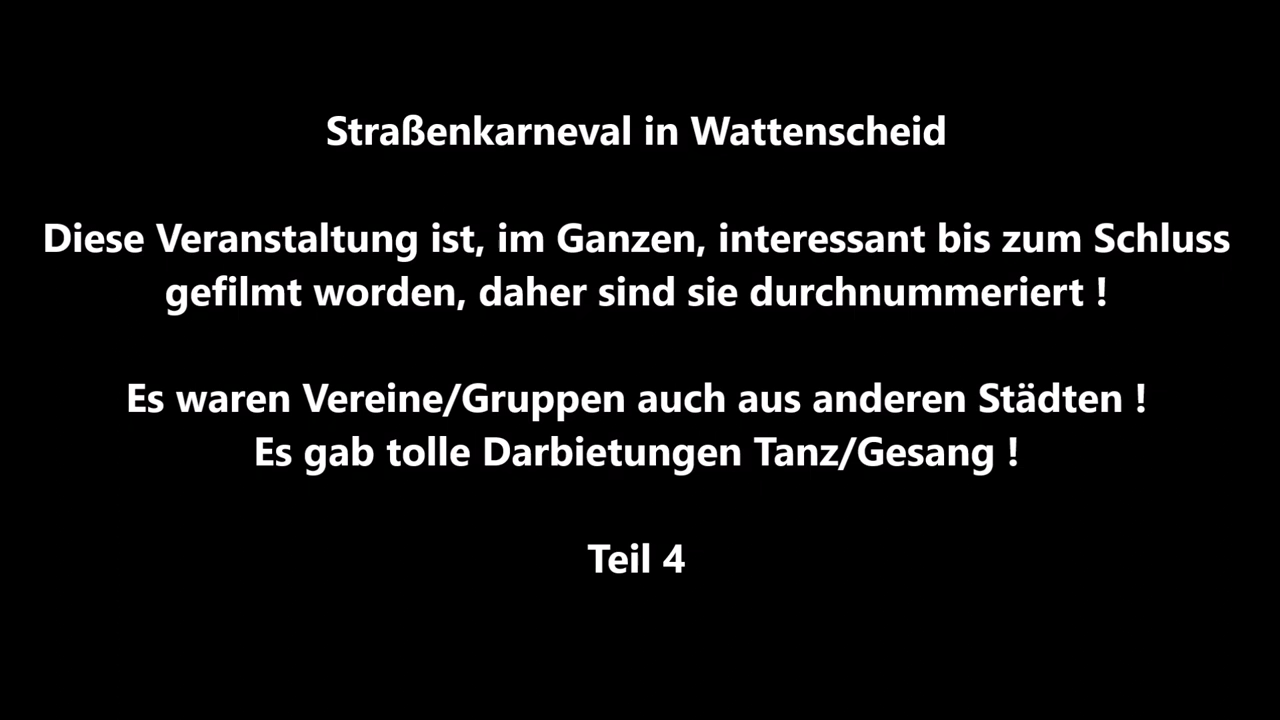 Straßenkarneval in Wattenscheid
Diese Veranstaltung ist, im Ganzen, interessant bis zum Schluss
gefilmt worden, daher sind sie durchnummeriert !
Es waren Vereine/Gruppen auch aus anderen Städten !
Es gab tolle Darbietungen Tanz/Gesang !
Teil 4